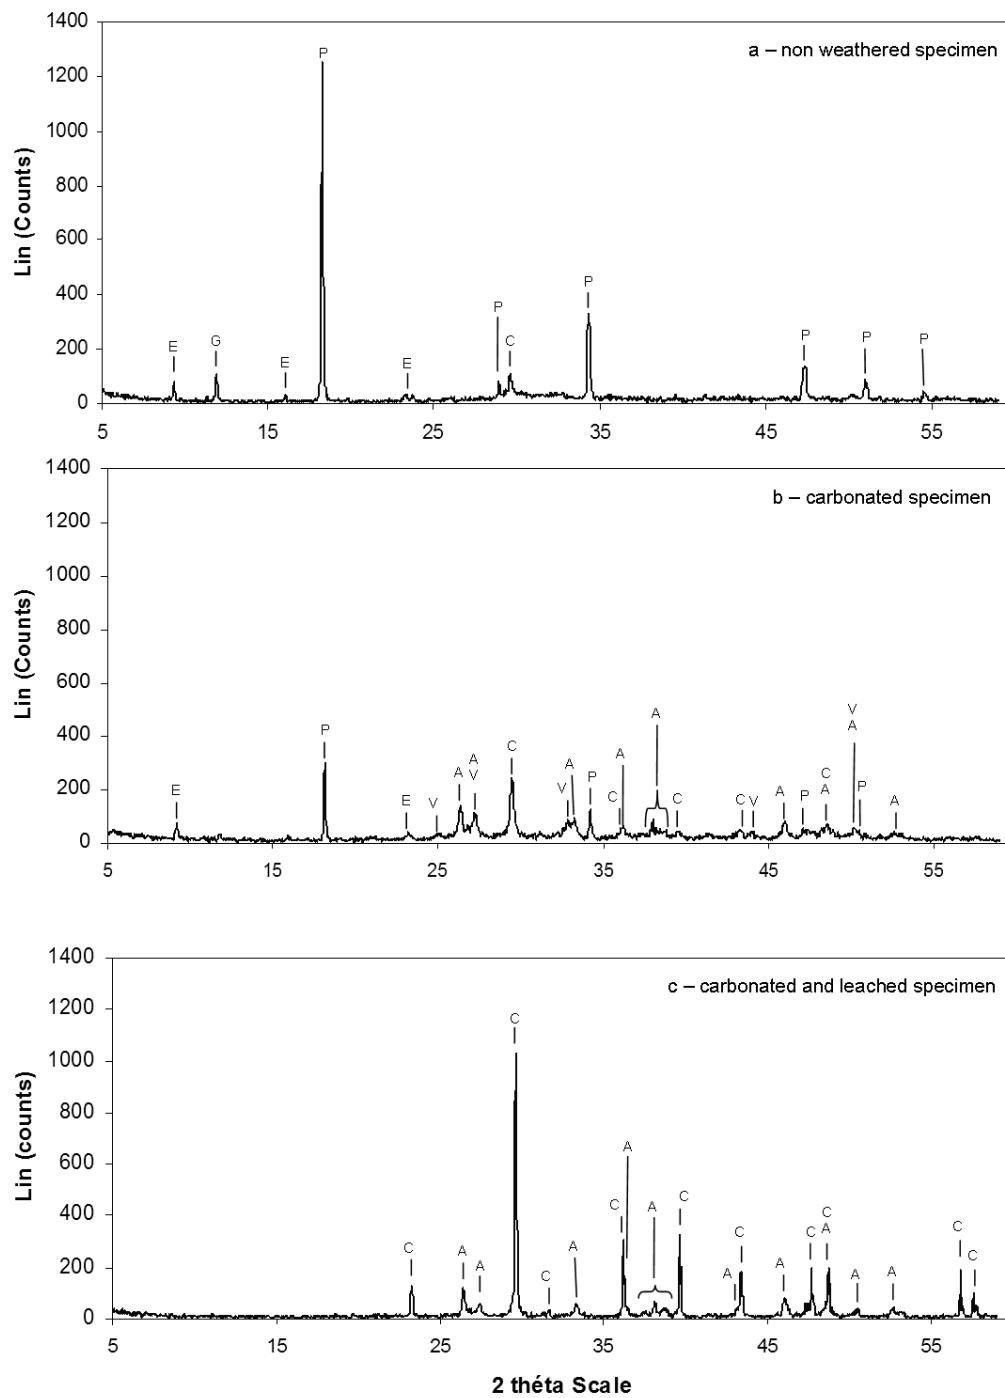 1400
P
a – non weathered specimen
1200
1000
Lin (Counts)
800
600
400
P
E G E E P C P P P
200
0
5 15 25 35 45 55
1400
b – carbonated specimen
1200
1000
Lin (Counts)
800
600
400
V
A A
P C A A C
A V A V P C C C V A P A P A
E E V
200
0
5 15 25 35 45 55
1400
c – carbonated and leached specimen
C
1200
1000
Lin (counts)
800
600
A
400
C A C C
C A A C A C C A A C A A C C
200
0
5 15 25 35 45 55
2 théta Scale